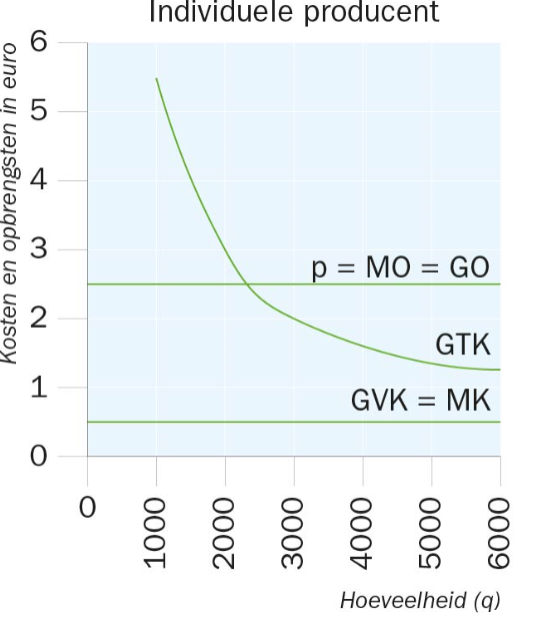 Individuele producent
Kosten en opbrengsten in euro
6
5
4
3
2
1
0
p = MO = GO
GTK
GVK = MK
0
1000
2000
3000
4000
5000
6000
Hoeveelheid (q)